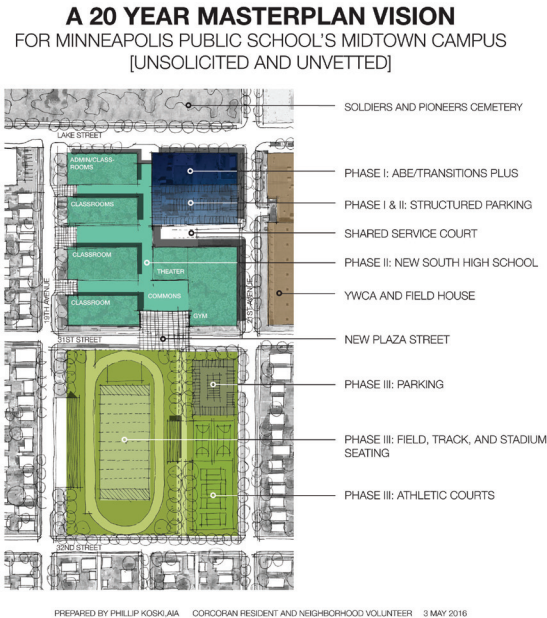 A 20 YEAR MASTERPLAN VISION
FOR MINNEAPOLIS PUBLIC SCHOOL'S MIDTOWN CAMPUS
[UNSOLICITED AND UNVETTED]
SOLDIERS AND PIONEERS CEMETERY
LAKE STREET
ADMIN/CLASS-
ROOMS
PHASE I: ABE/TRANSITIONS PLUS
CLASSROOMS
PHASE I & II: STRUCTURED PARKING
SHARED SERVICE COURT
CLASSROOM
PHASE II: NEW SOUTH HIGH SCHOOL
THEATER
19TH AVENUE
21ST AVENUE
CLASSROOM
COMMONS
YWCA AND FIELD HOUSE
GYM
31ST STREET
NEW PLAZA STREET
PHASE III: PARKING
PHASE III: FIELD, TRACK, AND STADIUM
SEATING
PHASE III: ATHLETIC COURTS
32ND STREET
PREPARED BY PHILLIP KOSKI,AIA CORCORAN RESIDENT AND NEIGHBORHOOD VOLUNTEER 3 MAY 2016